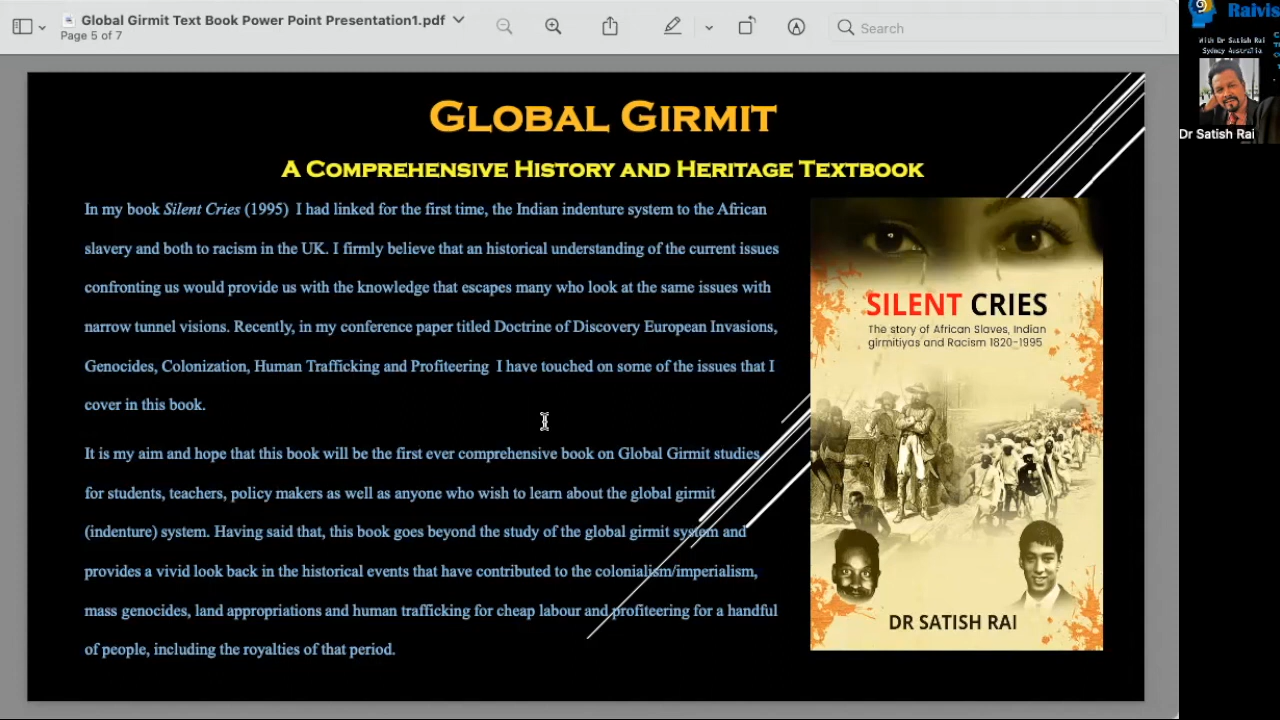 Global Girmit Text Book Power Point Presentation1.pdf
Page 5 of 7
Search
Raivis
With Dr Satish Rai
Sydney Australia
Dr Satish Rai
GLOBAL GIRMIT
A COMPREHENSIVE HISTORY AND HERITAGE TEXTBOOK
In my book Silent Cries (1995) I had linked for the first time, the Indian indenture system to the African
slavery and both to racism in the UK. I firmly believe that an historical understanding of the current issues
confronting us would provide us with the knowledge that escapes many who look at the same issues with
narrow tunnel visions. Recently, in my conference paper titled Doctrine of Discovery European Invasions,
Genocides, Colonization, Human Trafficking and Profiteering I have touched on some of the issues that I
cover in this book.
It is my aim and hope that this book will be the first ever comprehensive book on Global Girmit studies
for students, teachers, policy makers as well as anyone who wish to learn about the global girmit
(indenture) system. Having said that, this book goes beyond the study of the global girmit system and
provides a vivid look back in the historical events that have contributed to the colonialism/imperialism,
mass genocides, land appropriations and human trafficking for cheap labour and profiteering for a handful
of people, including the royalties of that period.
SILENT CRIES
The story of African Slaves, Indian
girmitiyas and Racism 1820-1995
DR SATISH RAI